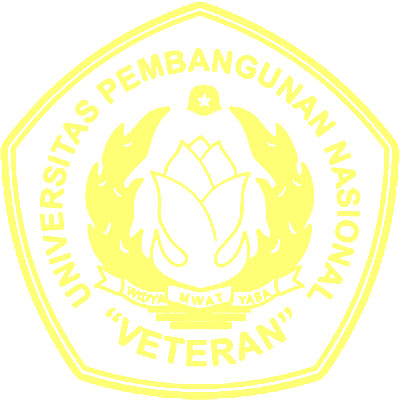 UNIVERSITAS PEMBANGUNAN NASIONAL
WIDYA MWAT YASA
"VETERAN"